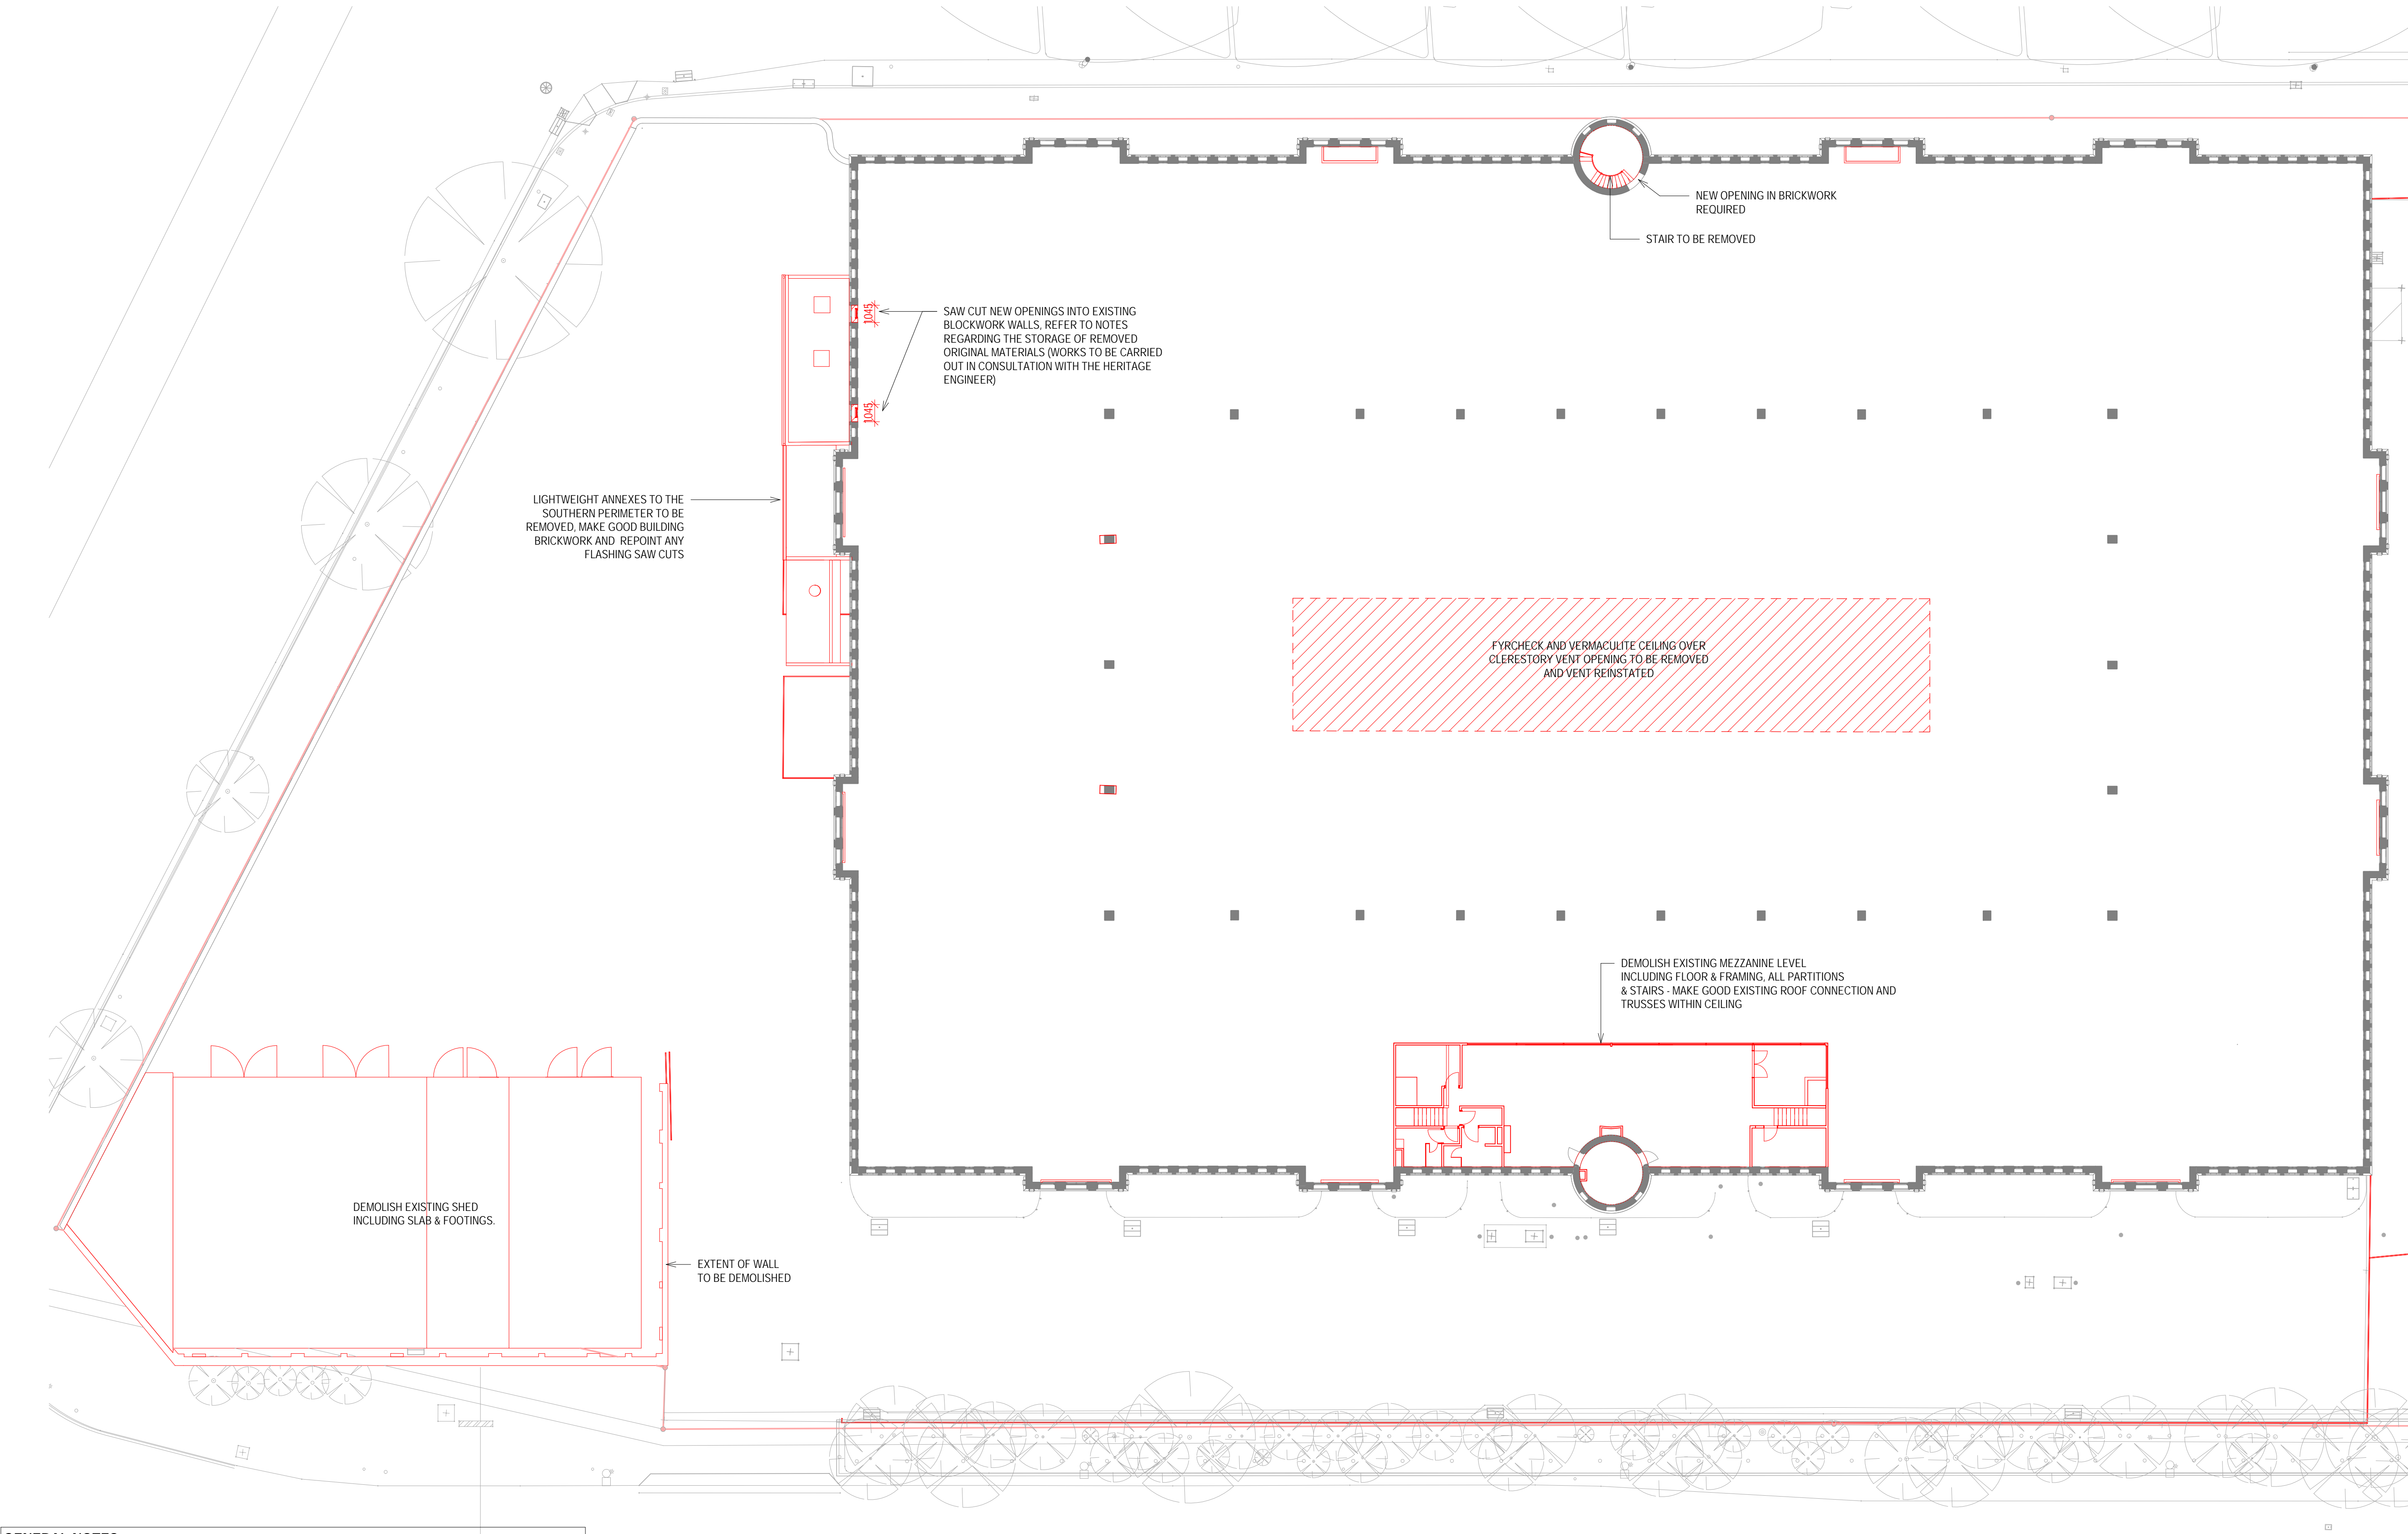 NEW OPENING IN BRICKWORK
REQUIRED
STAIR TO BE REMOVED
SAW CUT NEW OPENINGS INTO EXISTING
BLOCKWORK WALLS, REFER TO NOTES
REGARDING THE STORAGE OF REMOVED
ORIGINAL MATERIALS (WORKS TO BE CARRIED
OUT IN CONSULTATION WITH THE HERITAGE
ENGINEER)
1045
1045
LIGHTWEIGHT ANNEXES TO THE
SOUTHERN PERIMETER TO BE
REMOVED, MAKE GOOD BUILDING
BRICKWORK AND REPOINT ANY
FLASHING SAW CUTS
FYRCHECK AND VERMACULITE CEILING OVER
CLERESTORY VENT OPENING TO BE REMOVED
AND VENT REINSTATED
DEMOLISH EXISTING MEZZANINE LEVEL
INCLUDING FLOOR & FRAMING, ALL PARTITIONS
& STAIRS - MAKE GOOD EXISTING ROOF CONNECTION AND
TRUSSES WITHIN CEILING
DEMOLISH EXISTING SHED
INCLUDING SLAB & FOOTINGS.
EXTENT OF WALL
TO BE DEMOLISHED